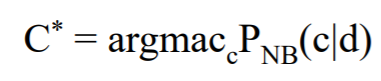 C* = argmac_c P_NB(c|d)